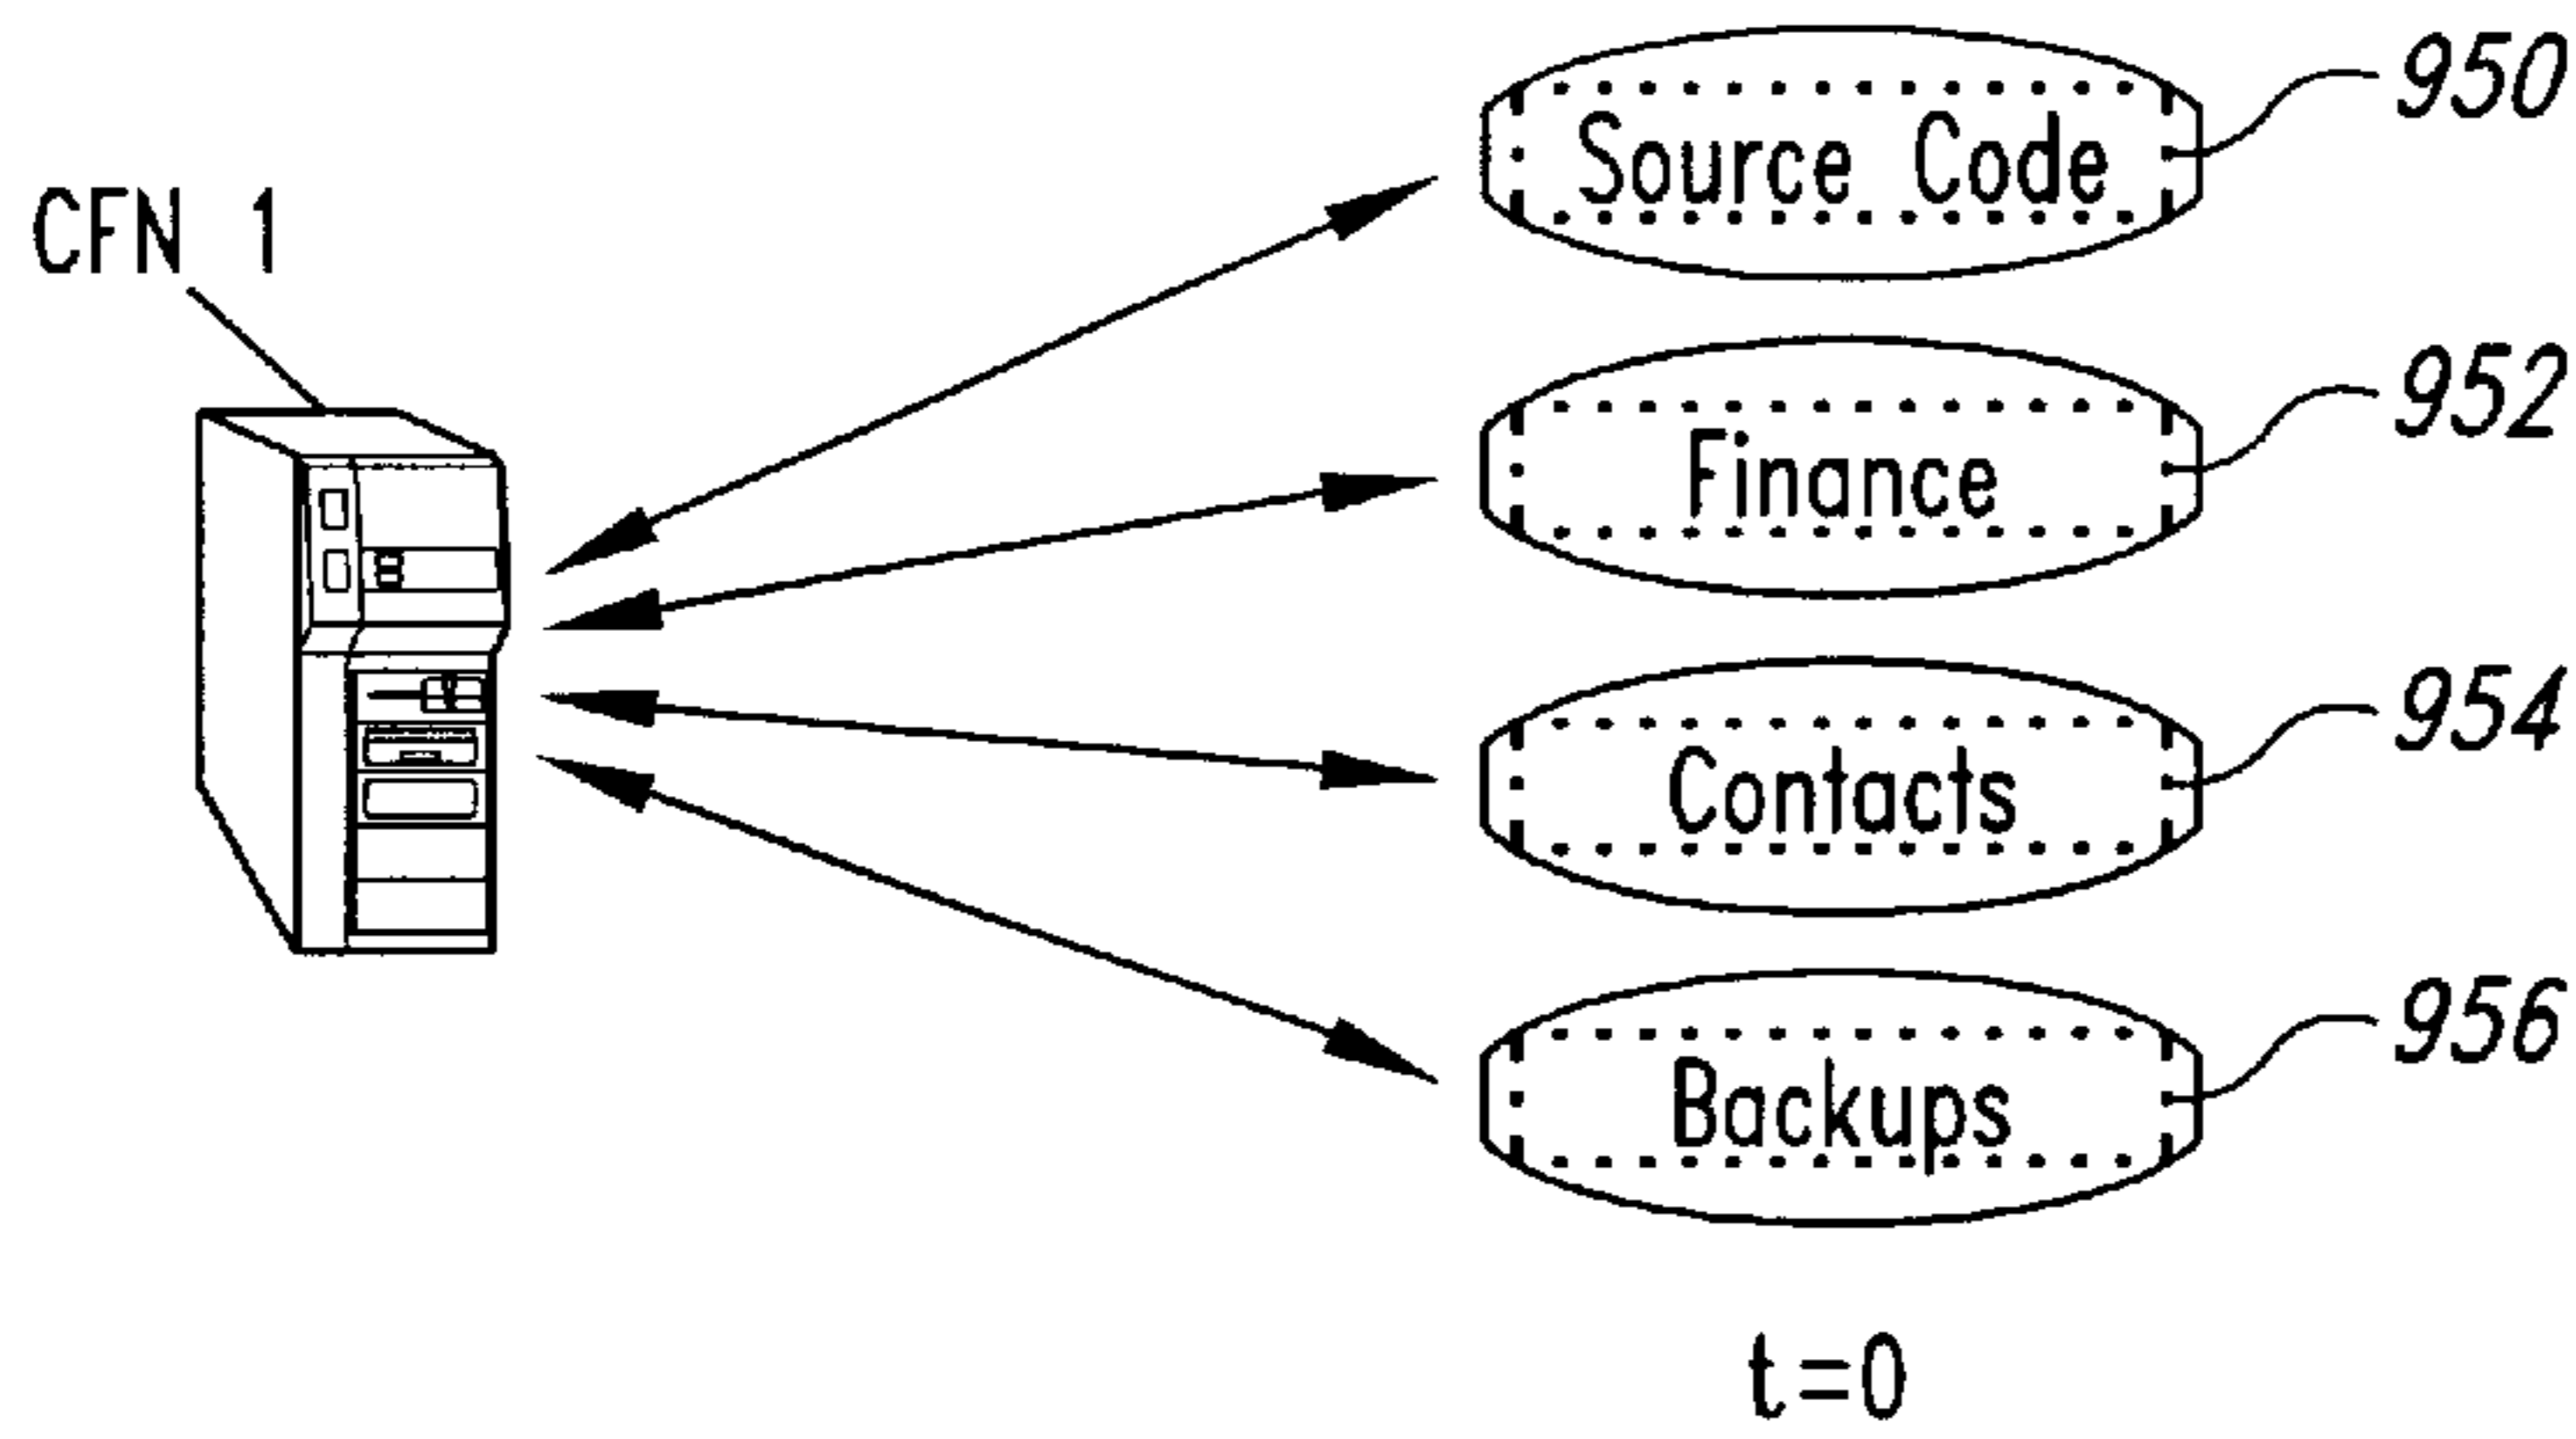 950
Source Code
CFN 1
952
Finance
954
Contacts
956
Backups
t=0